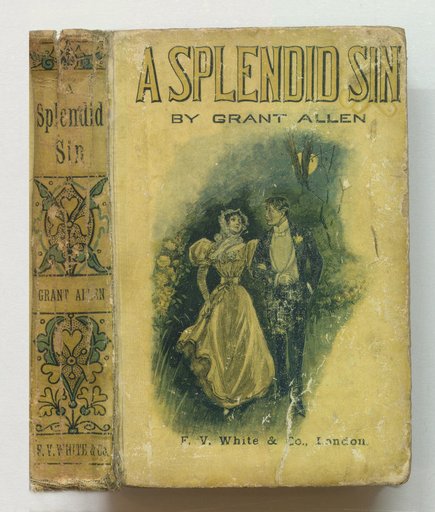 A
Splendid
Sin
GRANT ALLEN
F. V. WHITE & Co.
A SPLENDID SIN
BY GRANT ALLEN
F. V. White & Co., London.